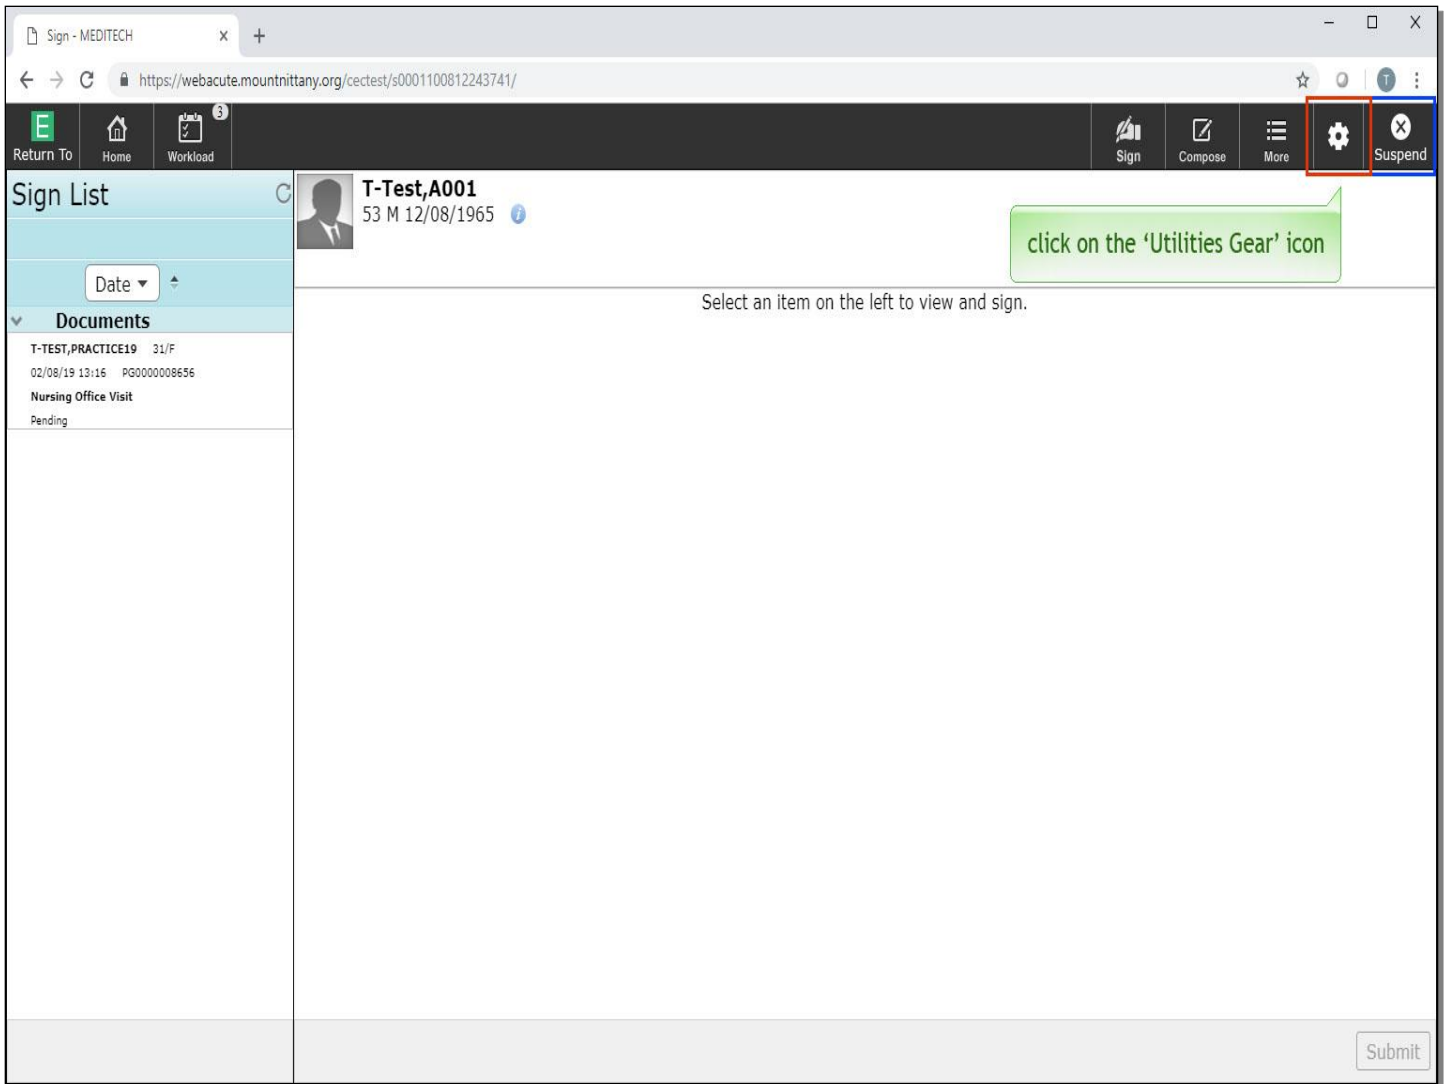 Sign - MEDITECH
https://webacute.mountnittany.org/cectest/s0001100812243741/
T
E
Return To
Home
3
Workload
Sign
Compose
More
Suspend
Sign List
T-Test,A001
53 M 12/08/1965
i
click on the ‘Utilities Gear’ icon
Date
Select an item on the left to view and sign.
Documents
T-TEST,PRACTICE19 31/F
02/08/19 13:16 PG0000008656
Nursing Office Visit
Pending
Submit